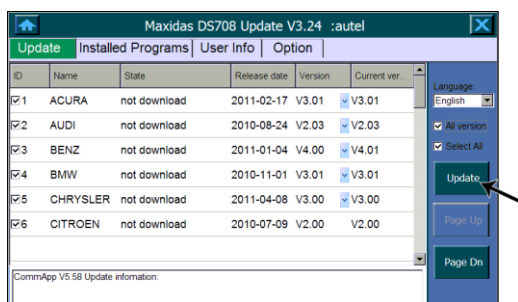 Maxidas DS708 Update V3.24 :autel
Update Installed Programs User Info Option
ID Name State Release date Version Current ver...
1 ACURA not download 2011-02-17 V3.01 V3.01
2 AUDI not download 2010-08-24 V2.03 V2.03
3 BENZ not download 2011-01-04 V4.00 V4.01
4 BMW not download 2010-11-01 V3.01 V3.01
5 CHRYSLER not download 2011-04-08 V3.00 V3.00
6 CITROEN not download 2010-07-09 V2.00 V2.00
CommApp V5.58 Update infomation:
Language:
English
All version
Select All
Update
Page Up
Page Dn